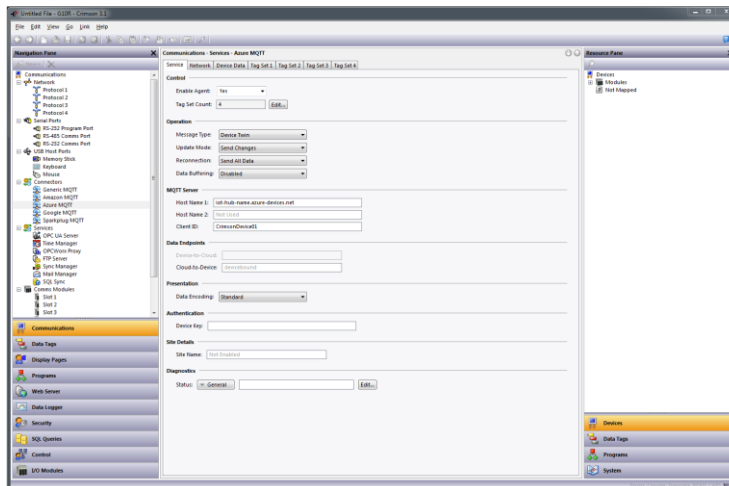 Untitled File - G10R - Crimson 3.1
File Edit View Go Link Help
Navigation Pane
Communications
Network
Protocol 1
Protocol 2
Protocol 3
Protocol 4
Serial Ports
RS-232 Program Port
RS-485 Comms Port
RS-232 Comms Port
USB Host Ports
Memory Stick
Keyboard
Mouse
Connectors
Generic MQTT
Amazon MQTT
Azure MQTT
Google MQTT
Sparkplug MQTT
Services
OPC UA Server
Time Manager
OPCWorx Proxy
FTP Server
Sync Manager
Mail Manager
SQL Sync
Comms Modules
Slot 1
Slot 2
Slot 3
Communications
Data Tags
Display Pages
Programs
Web Server
Data Logger
Security
SQL Queries
Control
I/O Modules
Communications - Services - Azure MQTT
Service Network Device Data Tag Set 1 Tag Set 2 Tag Set 3 Tag Set 4
Control
Enable Agent: Yes
Tag Set Count: 4 Edit...
Operation
Message Type: Device Twin
Update Mode: Send Changes
Reconnection: Send All Data
Data Buffering: Disabled
MQTT Server
Host Name 1: iot-hub-name.azure-devices.net
Host Name 2: Not Used
Client ID: CrimsonDevice01
Data Endpoints
Device-to-Cloud:
Cloud-to-Device: devicebound
Presentation
Data Encoding: Standard
Authentication
Device Key:
Site Details
Site Name: Not Enabled
Diagnostics
Status: General Edit...
Resource Pane
Devices
Modules
Not Mapped
Devices
Data Tags
Programs
System